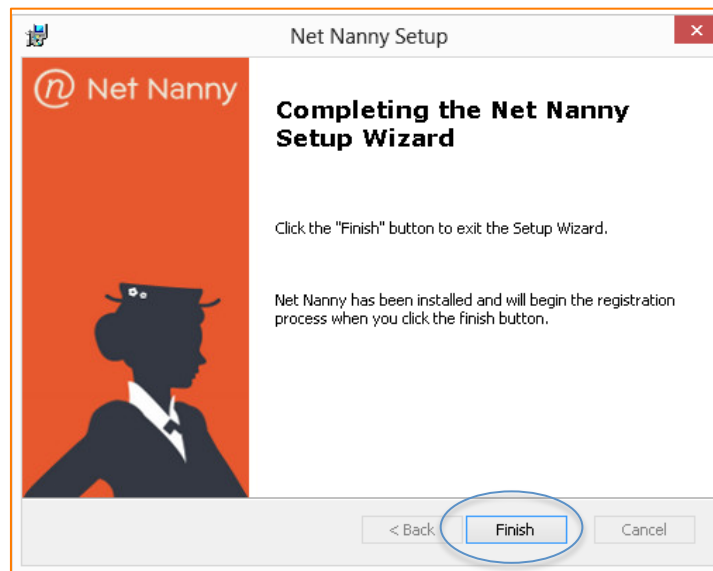 Net Nanny Setup
n Net Nanny
Completing the Net Nanny
Setup Wizard
Click the "Finish" button to exit the Setup Wizard.
Net Nanny has been installed and will begin the registration
process when you click the finish button.
< Back Finish Cancel